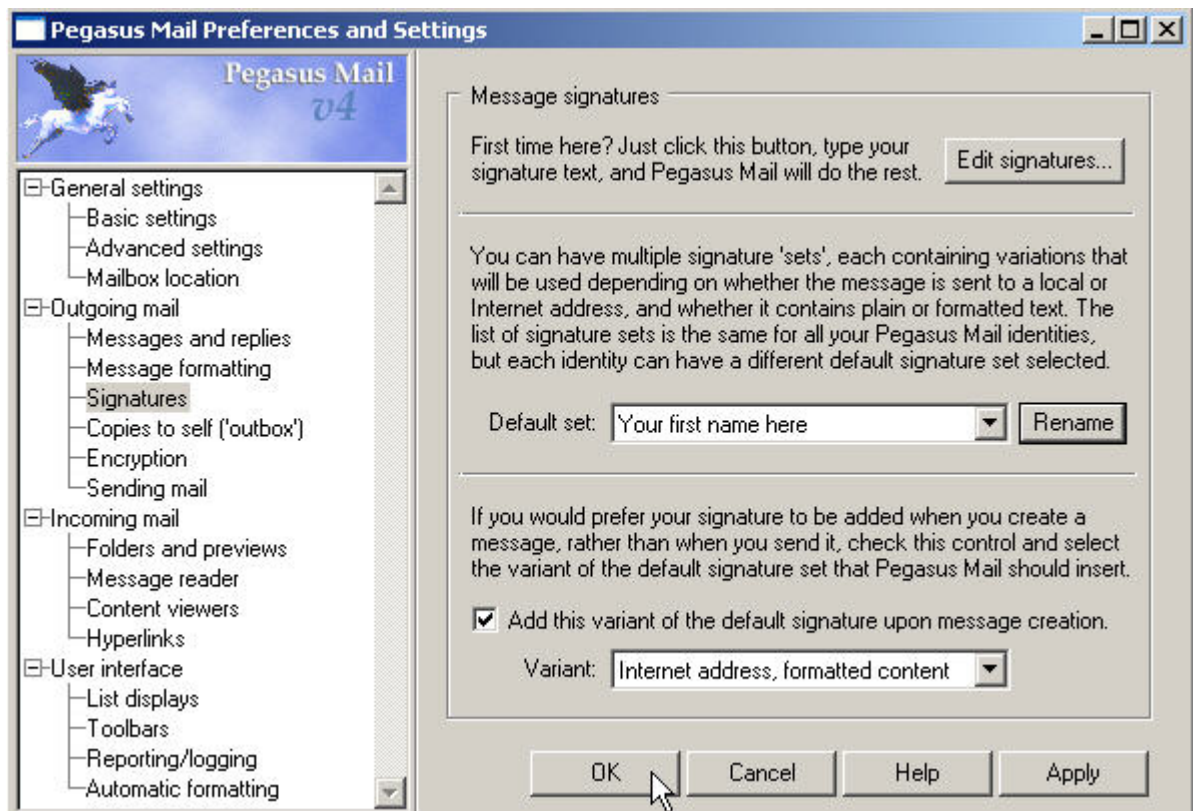 Pegasus Mail Preferences and Settings
Pegasus Mail
v4
General settings
Basic settings
Advanced settings
Mailbox location
Outgoing mail
Messages and replies
Message formatting
Signatures
Copies to self ('outbox')
Encryption
Sending mail
Incoming mail
Folders and previews
Message reader
Content viewers
Hyperlinks
User interface
List displays
Toolbars
Reporting/logging
Automatic formatting
Message signatures
First time here? Just click this button, type your
signature text, and Pegasus Mail will do the rest.
Edit signatures...
You can have multiple signature 'sets', each containing variations that
will be used depending on whether the message is sent to a local or
Internet address, and whether it contains plain or formatted text. The
list of signature sets is the same for all your Pegasus Mail identities,
but each identity can have a different default signature set selected.
Default set: Your first name here Rename
If you would prefer your signature to be added when you create a
message, rather than when you send it, check this control and select
the variant of the default signature set that Pegasus Mail should insert.
Add this variant of the default signature upon message creation.
Variant: Internet address, formatted content
OK Cancel Help Apply